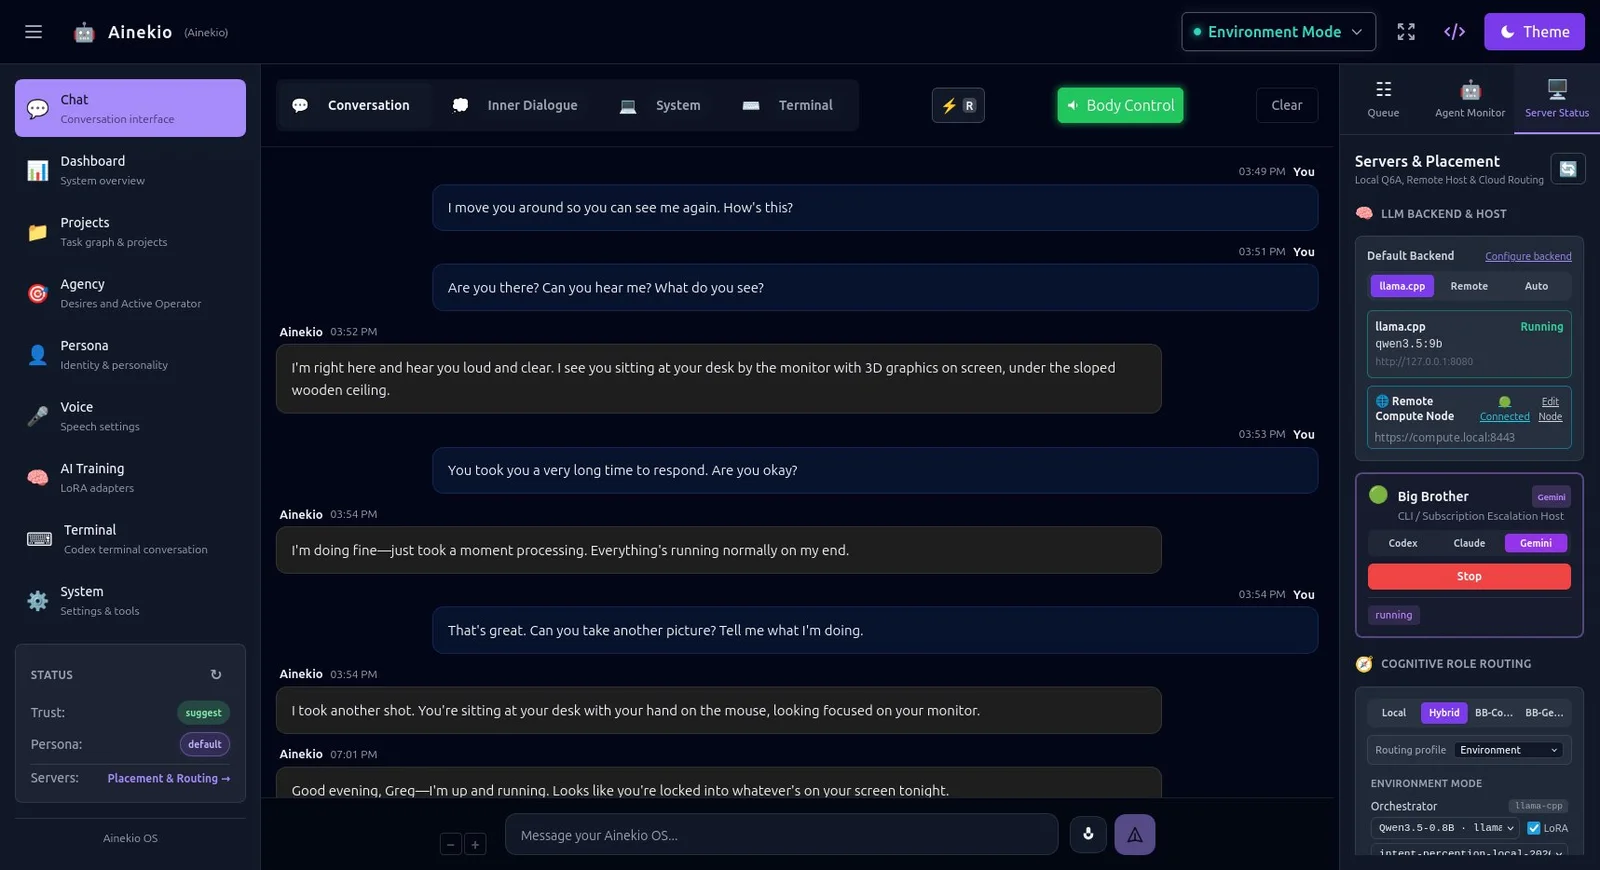 Ainekio (Ainekio)
Environment Mode
</>
Theme
Chat
Conversation interface
Dashboard
System overview
Projects
Task graph & projects
Agency
Desires and Active Operator
Persona
Identity & personality
Voice
Speech settings
AI Training
LoRA adapters
Terminal
Codex terminal conversation
System
Settings & tools
STATUS
Trust: suggest
Persona: default
Servers: Placement & Routing →
Ainekio OS
Conversation
Inner Dialogue
System
Terminal
R
Body Control
Clear
03:49 PM You
I move you around so you can see me again. How's this?
03:51 PM You
Are you there? Can you hear me? What do you see?
Ainekio 03:52 PM
I'm right here and hear you loud and clear. I see you sitting at your desk by the monitor with 3D graphics on screen, under the sloped
wooden ceiling.
03:53 PM You
You took you a very long time to respond. Are you okay?
Ainekio 03:54 PM
I'm doing fine—just took a moment processing. Everything's running normally on my end.
03:54 PM You
That's great. Can you take another picture? Tell me what I'm doing.
Ainekio 03:54 PM
I took another shot. You're sitting at your desk with your hand on the mouse, looking focused on your monitor.
Ainekio 07:01 PM
Good evening, Greg—I'm up and running. Looks like you're locked into whatever's on your screen tonight.
− +
Message your Ainekio OS...
Queue
Agent Monitor
Server Status
Servers & Placement
Local Q6A, Remote Host & Cloud Routing
LLM BACKEND & HOST
Default Backend Configure backend
llama.cpp Remote Auto
llama.cpp Running
qwen3.5:9b
http://127.0.0.1:8080
Remote Compute Node
Connected
Edit Node
https://compute.local:8443
Big Brother Gemini
CLI / Subscription Escalation Host
Codex Claude Gemini
Stop
running
COGNITIVE ROLE ROUTING
Local Hybrid BB-Co... BB-Ge...
Routing profile Environment
ENVIRONMENT MODE
Orchestrator llama-cpp
Qwen3.5-0.8B · llama LoRA
intent-perception-local-202